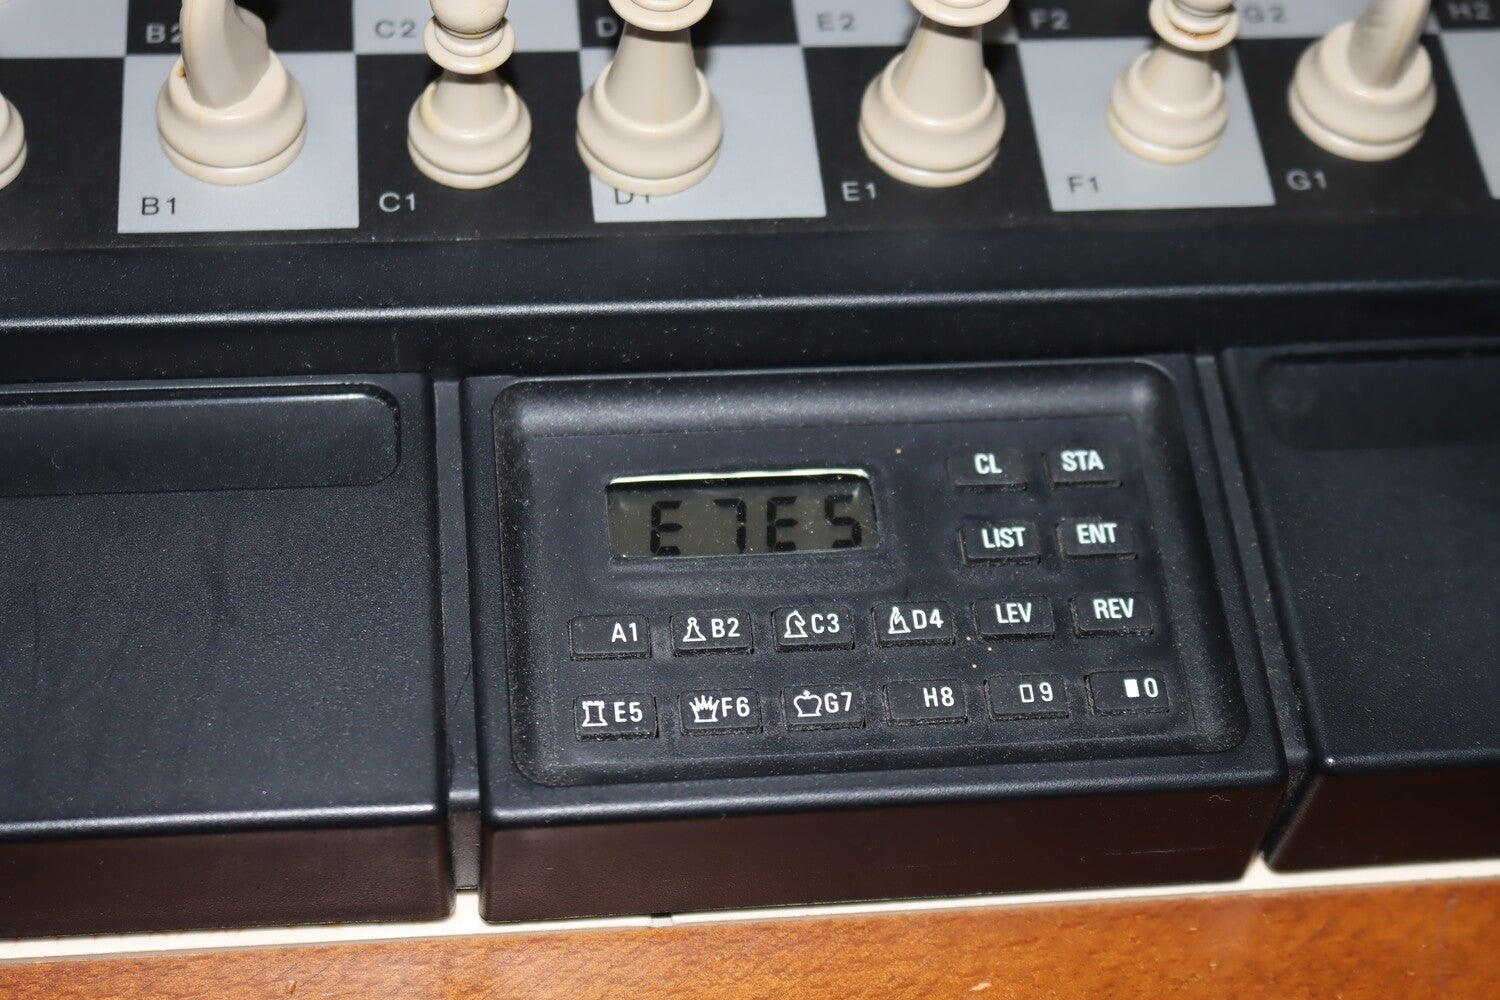 B2 C2 D E2 F2 G2 H2
B1 C1 D1 E1 F1 G1
E7E5
CL STA
LIST ENT
A1 B2 C3 D4 LEV REV
E5 F6 G7 H8 9 0